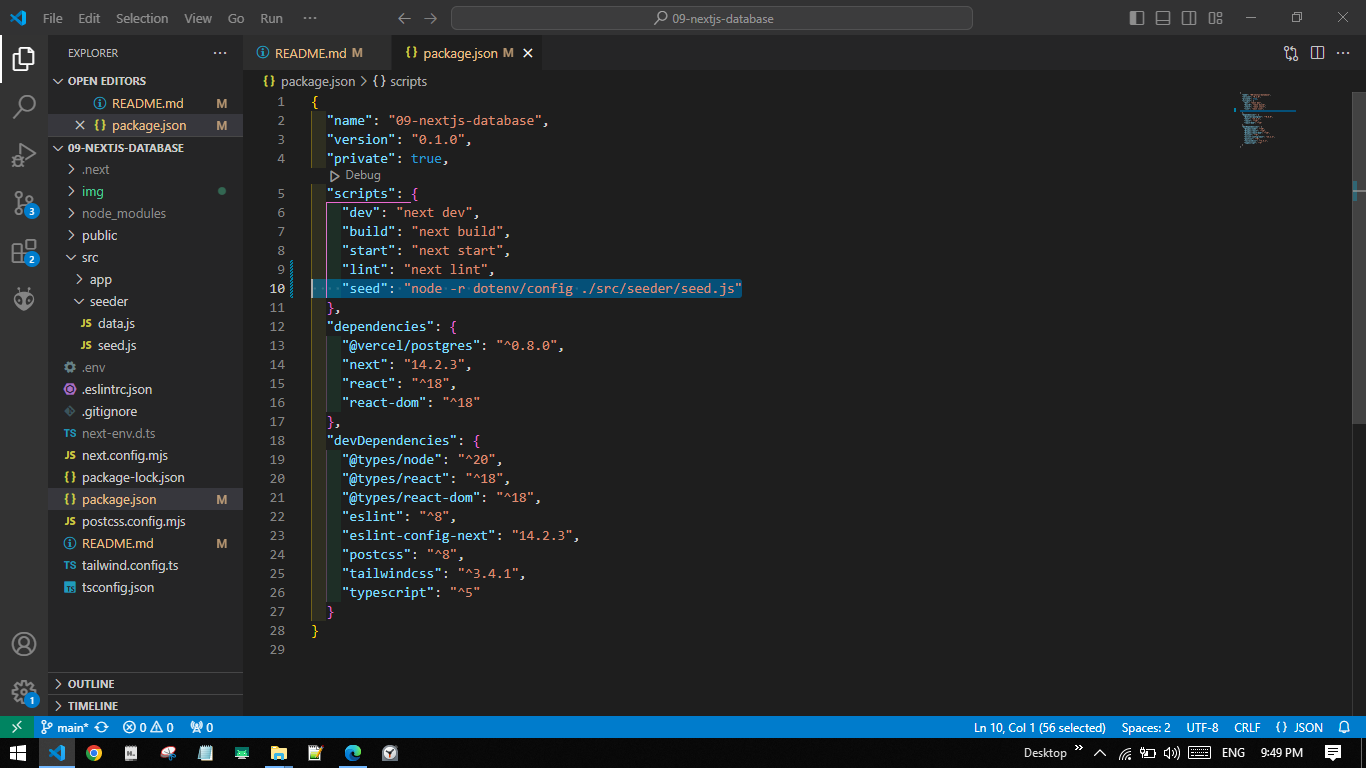 File Edit Selection View Go Run ··· 09-nextjs-database
EXPLORER ···
OPEN EDITORS
README.md M
package.json M
09-NEXTJS-DATABASE
.next
img
node_modules
public
src
app
seeder
JS data.js
JS seed.js
.env
.eslintrc.json
.gitignore
TS next-env.d.ts
next.config.mjs
{} package-lock.json
{} package.json M
JS postcss.config.mjs
README.md M
TS tailwind.config.ts
TS tsconfig.json
OUTLINE
TIMELINE
3
2
1
README.md M {} package.json M
{} package.json > {} scripts
1 {
2 "name": "09-nextjs-database",
3 "version": "0.1.0",
4 "private": true,
Debug
5 "scripts": {
6 "dev": "next dev",
7 "build": "next build",
8 "start": "next start",
9 "lint": "next lint",
10 "seed": "node -r dotenv/config ./src/seeder/seed.js"
11 },
12 "dependencies": {
13 "@vercel/postgres": "^0.8.0",
14 "next": "14.2.3",
15 "react": "^18",
16 "react-dom": "^18"
17 },
18 "devDependencies": {
19 "@types/node": "^20",
20 "@types/react": "^18",
21 "@types/react-dom": "^18",
22 "eslint": "^8",
23 "eslint-config-next": "14.2.3",
24 "postcss": "^8",
25 "tailwindcss": "^3.4.1",
26 "typescript": "^5"
27 }
28 }
29
main* 0 0 0 Ln 10, Col 1 (56 selected) Spaces: 2 UTF-8 CRLF {} JSON
Desktop ENG 9:49 PM